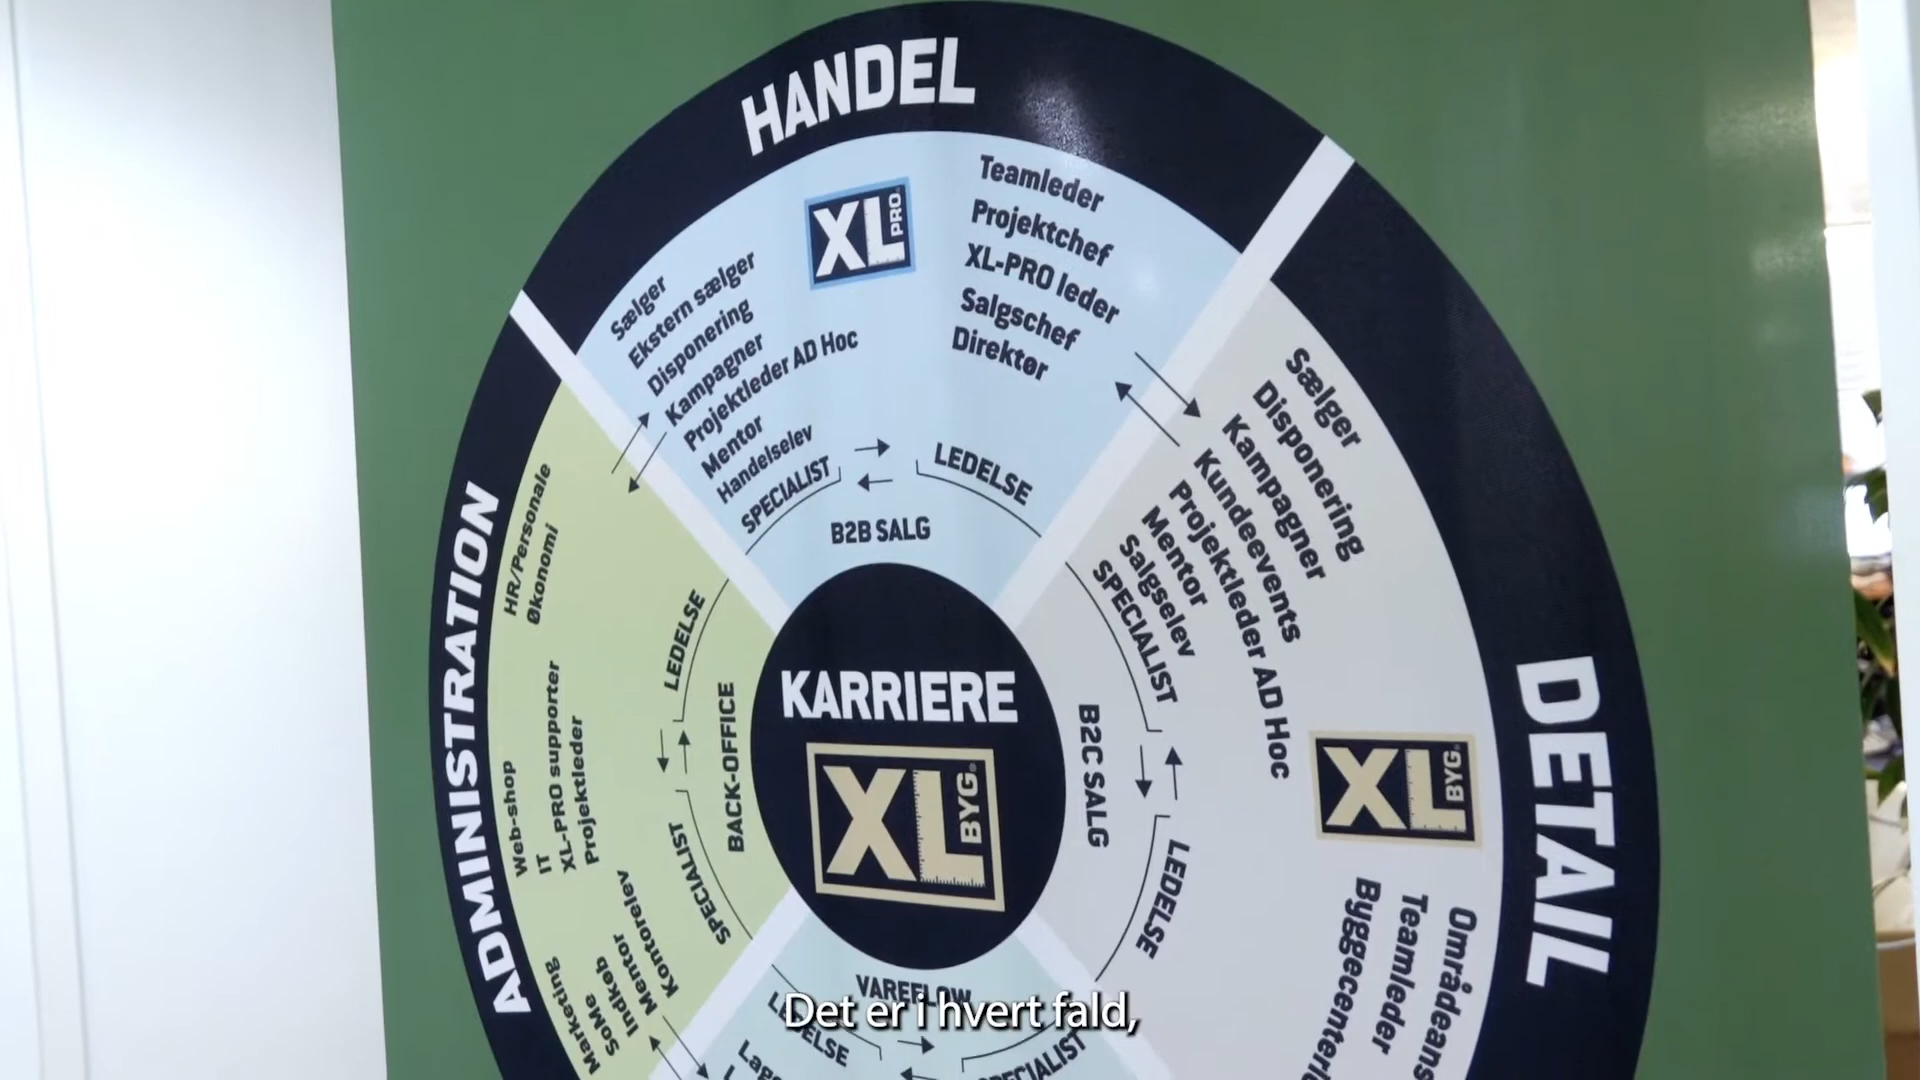 HANDEL
XL PRO
Sælger
Ekstern sælger
Disponering
Kampagner
Projektleder AD Hoc
Mentor
Handelselev
SPECIALIST
Teamleder
Projektchef
XL-PRO leder
Salgschef
Direktør
LEDELSE
B2B SALG
DETAIL
Sælger
Disponering
Kampagner
Kundeevents
Projektleder AD Hoc
Mentor
Salgselev
SPECIALIST
B2C SALG
XL BYG
LEDELSE
Teamleder
ADMINISTRATION
HR/Personale
Økonomi
LEDELSE
BACK-OFFICE
Web-shop
IT
XL-PRO supporter
Projektleder
SPECIALIST
Marketing
SoMe
Indkøb
Mentor
Kontorelev
KARRIERE
XL BYG
VAREFLOW
LEDELSE
SPECIALIST
Det er i hvert fald,